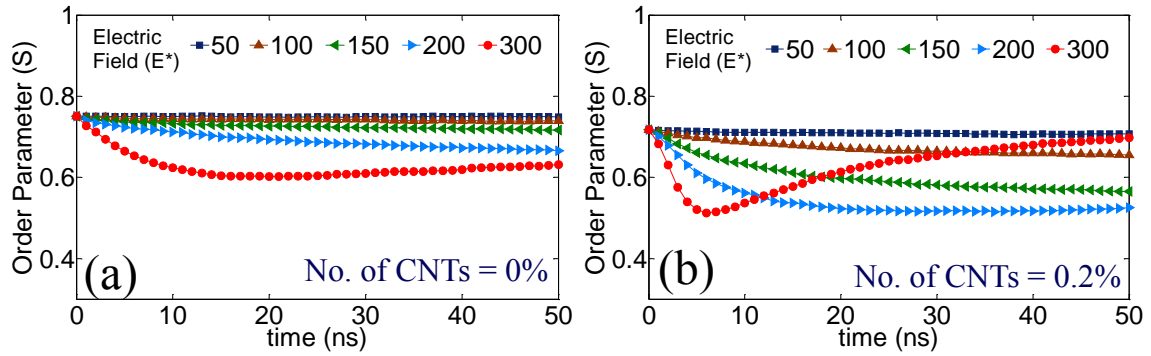 Order Parameter (S)
1
0.8
0.6
0.4
Electric
Field (E*)
50 100 150 200 300
(a)
No. of CNTs = 0%
0 10 20 30 40 50
time (ns)
Order Parameter (S)
1
0.8
0.6
0.4
Electric
Field (E*)
50 100 150 200 300
(b)
No. of CNTs = 0.2%
0 10 20 30 40 50
time (ns)